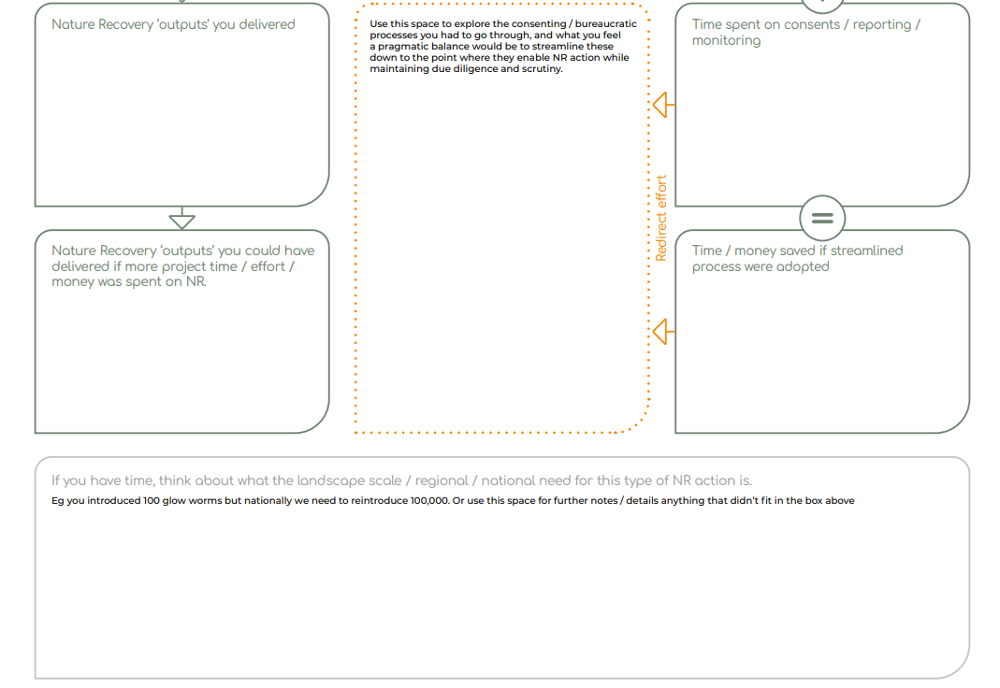 Nature Recovery ‘outputs’ you delivered
Use this space to explore the consenting / bureaucratic
processes you had to go through, and what you feel
a pragmatic balance would be to streamline these
down to the point where they enable NR action while
maintaining due diligence and scrutiny.
Time spent on consents / reporting /
monitoring
Redirect effort
Nature Recovery ‘outputs’ you could have
delivered if more project time / effort /
money was spent on NR.
Time / money saved if streamlined
process were adopted
If you have time, think about what the landscape scale / regional / national need for this type of NR action is.
Eg you introduced 100 glow worms but nationally we need to reintroduce 100,000. Or use this space for further notes / details anything that didn’t fit in the box above